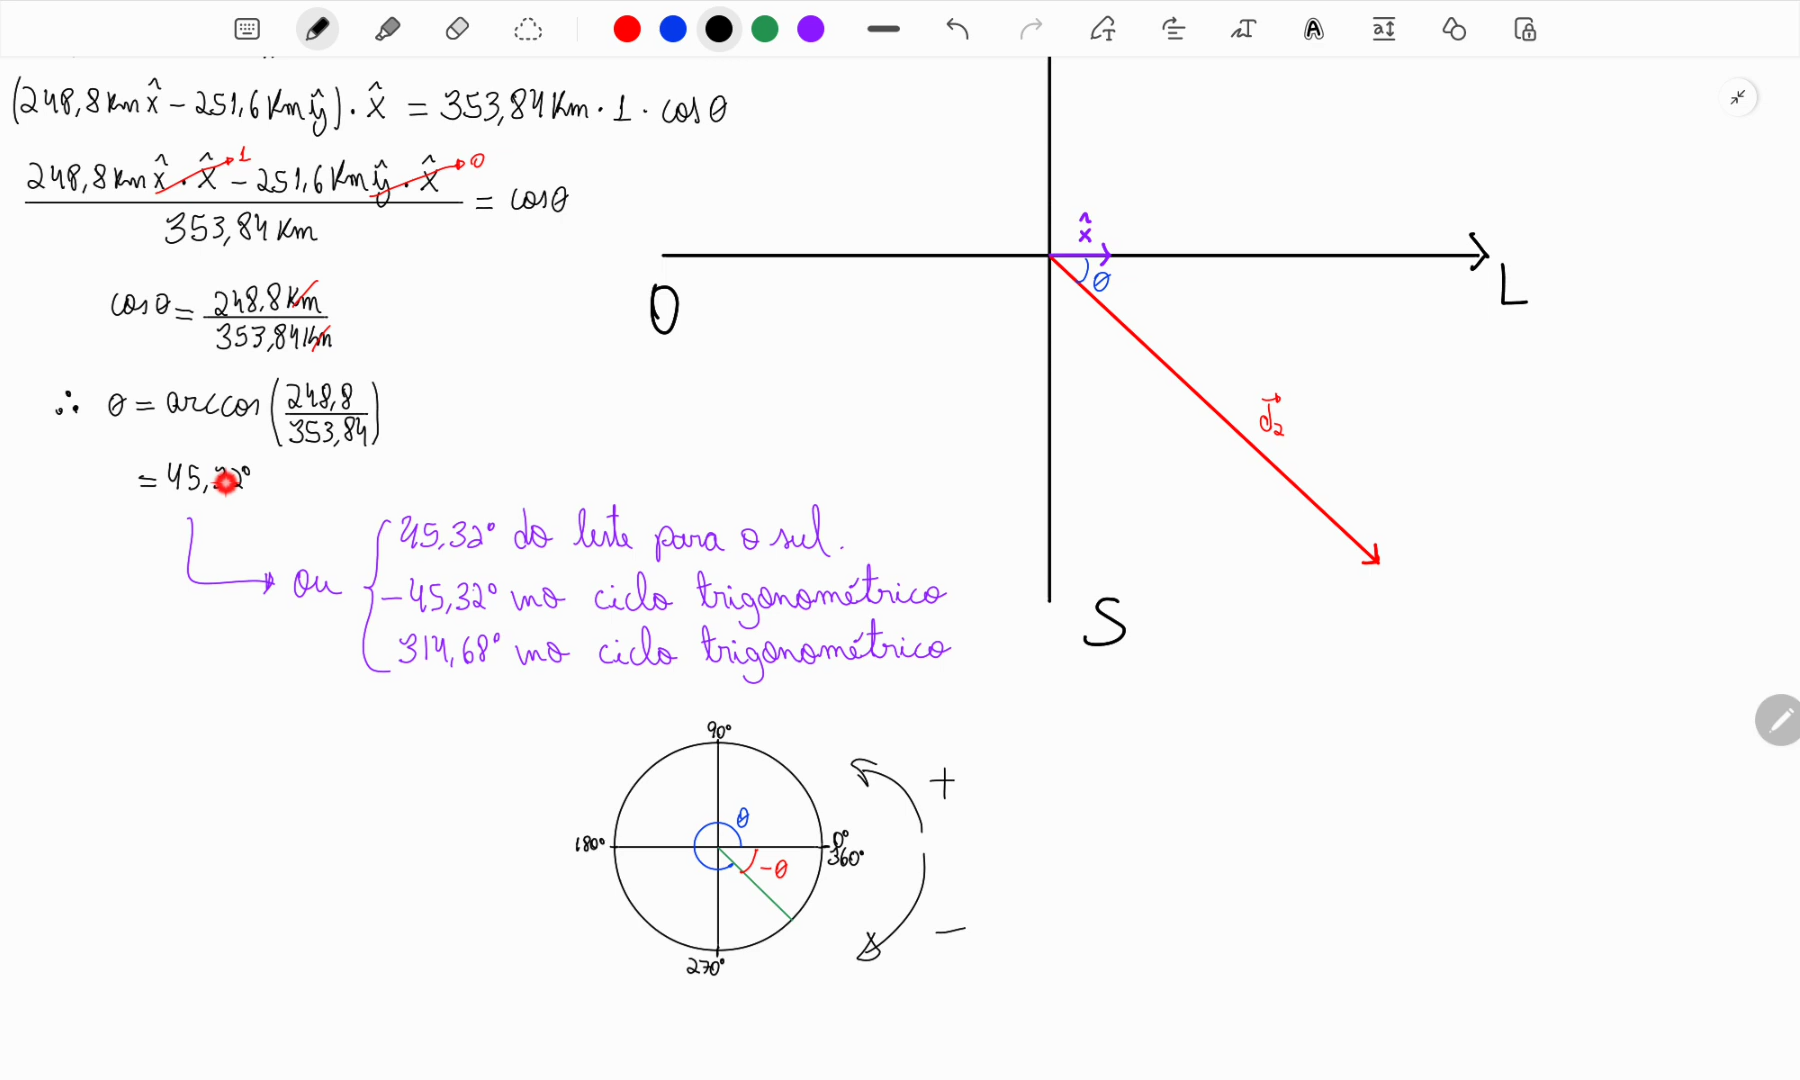 (248,8 Km x̂ − 251,6 Km ŷ) · x̂ = 353,84 Km · 1 · cos θ
248,8 Km x̂ · x̂ → 1 − 251,6 Km ŷ · x̂ → 0
353,84 Km
= cos θ
cos θ = 248,8 Km
353,84 Km
∴ θ = arccos (248,8
353,84)
= 45,32°
ou
45,32° do leste para o sul.
−45,32° no ciclo trigonométrico
314,68° no ciclo trigonométrico
x̂
θ
O
L
d⃗₂
S
90°
θ
180°
0°
360°
−θ
270°
+
−